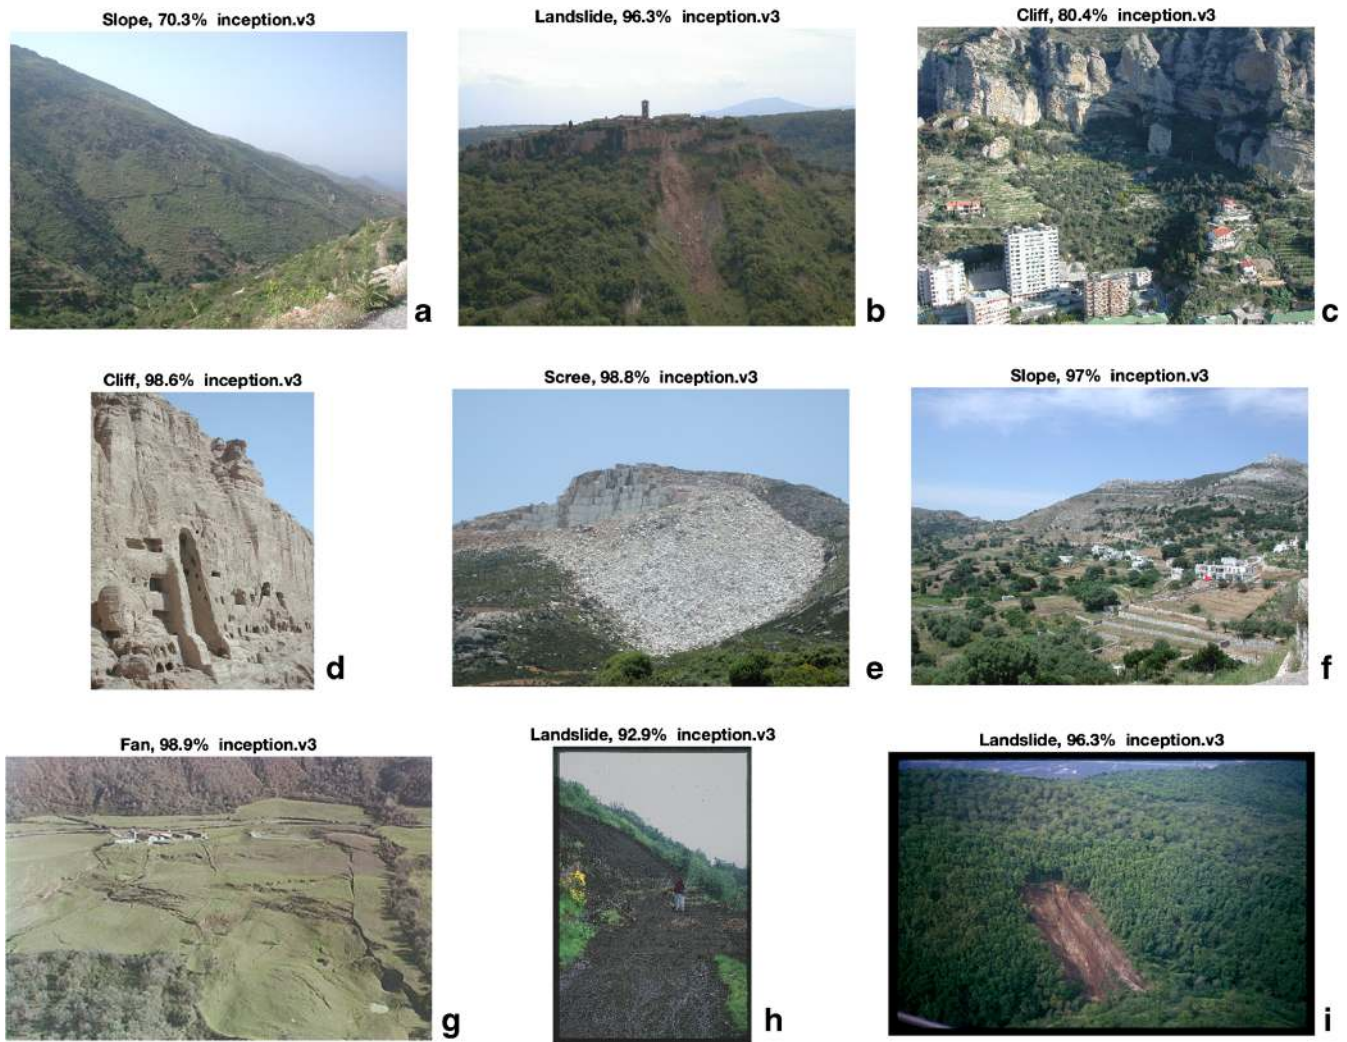 Slope, 70.3% inception.v3
Landslide, 96.3% inception.v3
Cliff, 80.4% inception.v3
a
b
c
Cliff, 98.6% inception.v3
Scree, 98.8% inception.v3
Slope, 97% inception.v3
d
e
f
Fan, 98.9% inception.v3
Landslide, 92.9% inception.v3
Landslide, 96.3% inception.v3
g
h
i